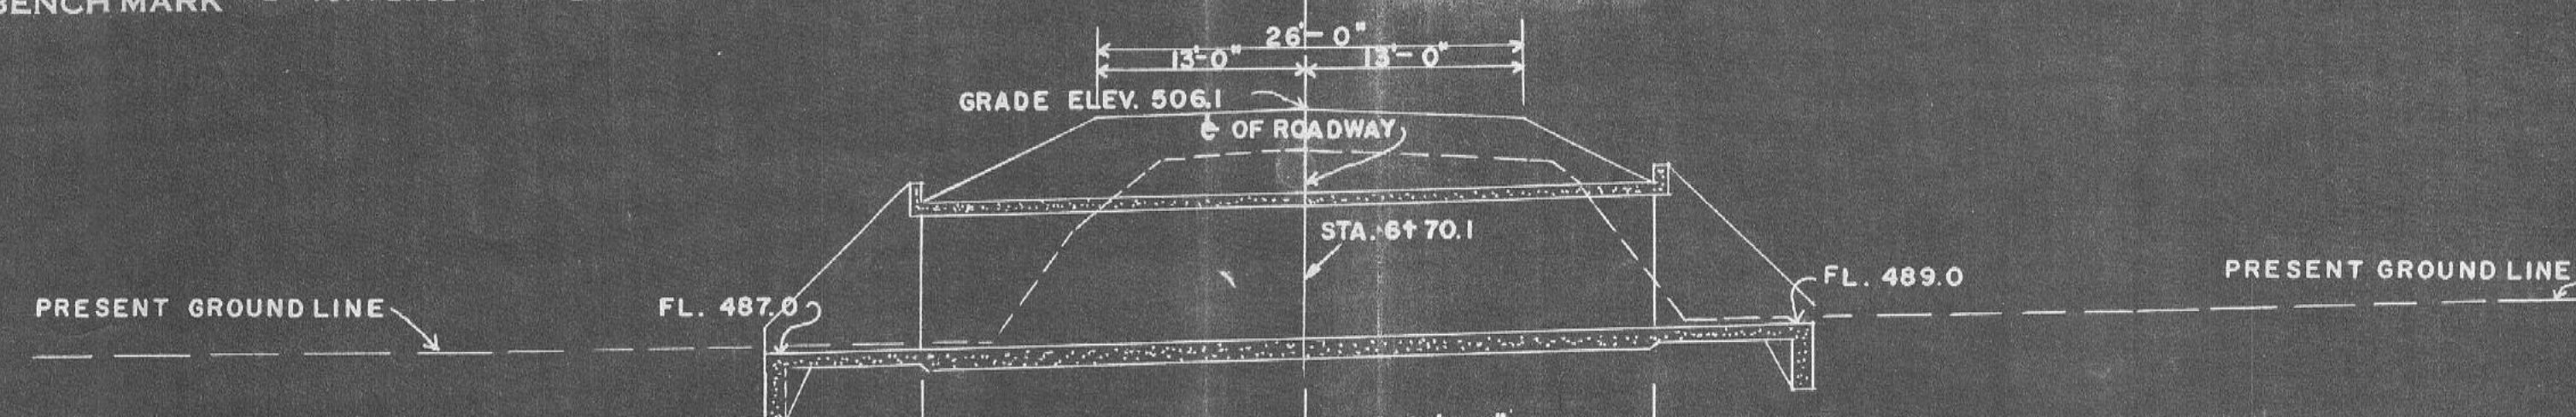 BENCH MARK
26'-0"
13'-0" 13'-0"
GRADE ELEV. 506.1
℄ OF ROADWAY
STA. 6+70.1
FL. 489.0
PRESENT GROUND LINE
PRESENT GROUND LINE
FL. 487.0